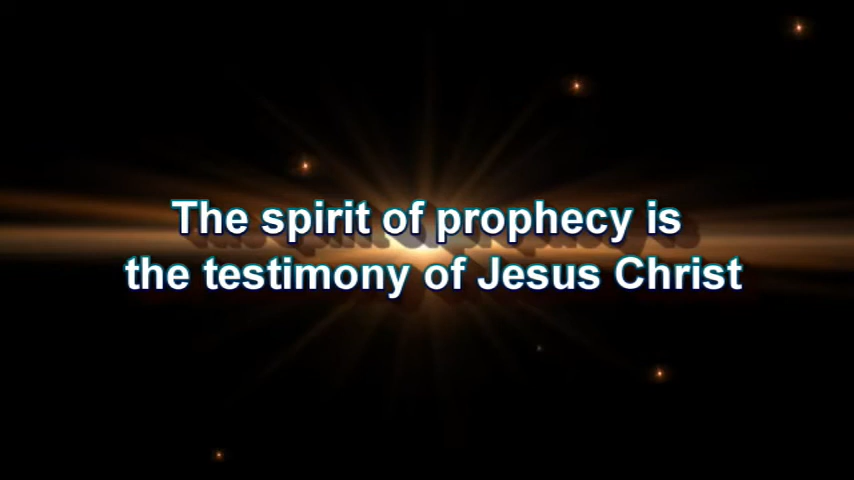 The spirit of prophecy is
the testimony of Jesus Christ